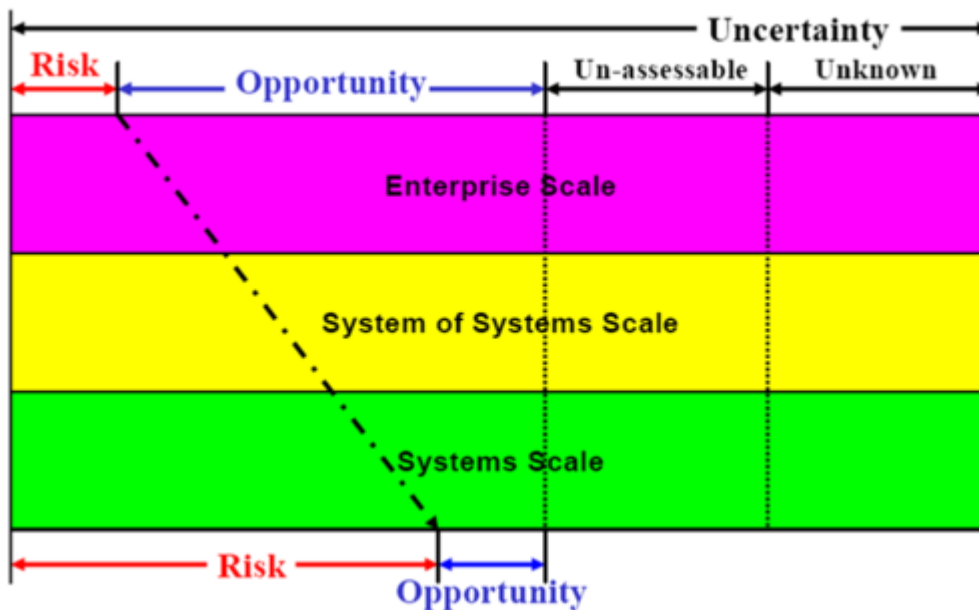 Uncertainty
Risk
Opportunity
Un-assessable
Unknown
Enterprise Scale
System of Systems Scale
Systems Scale
Risk
Opportunity